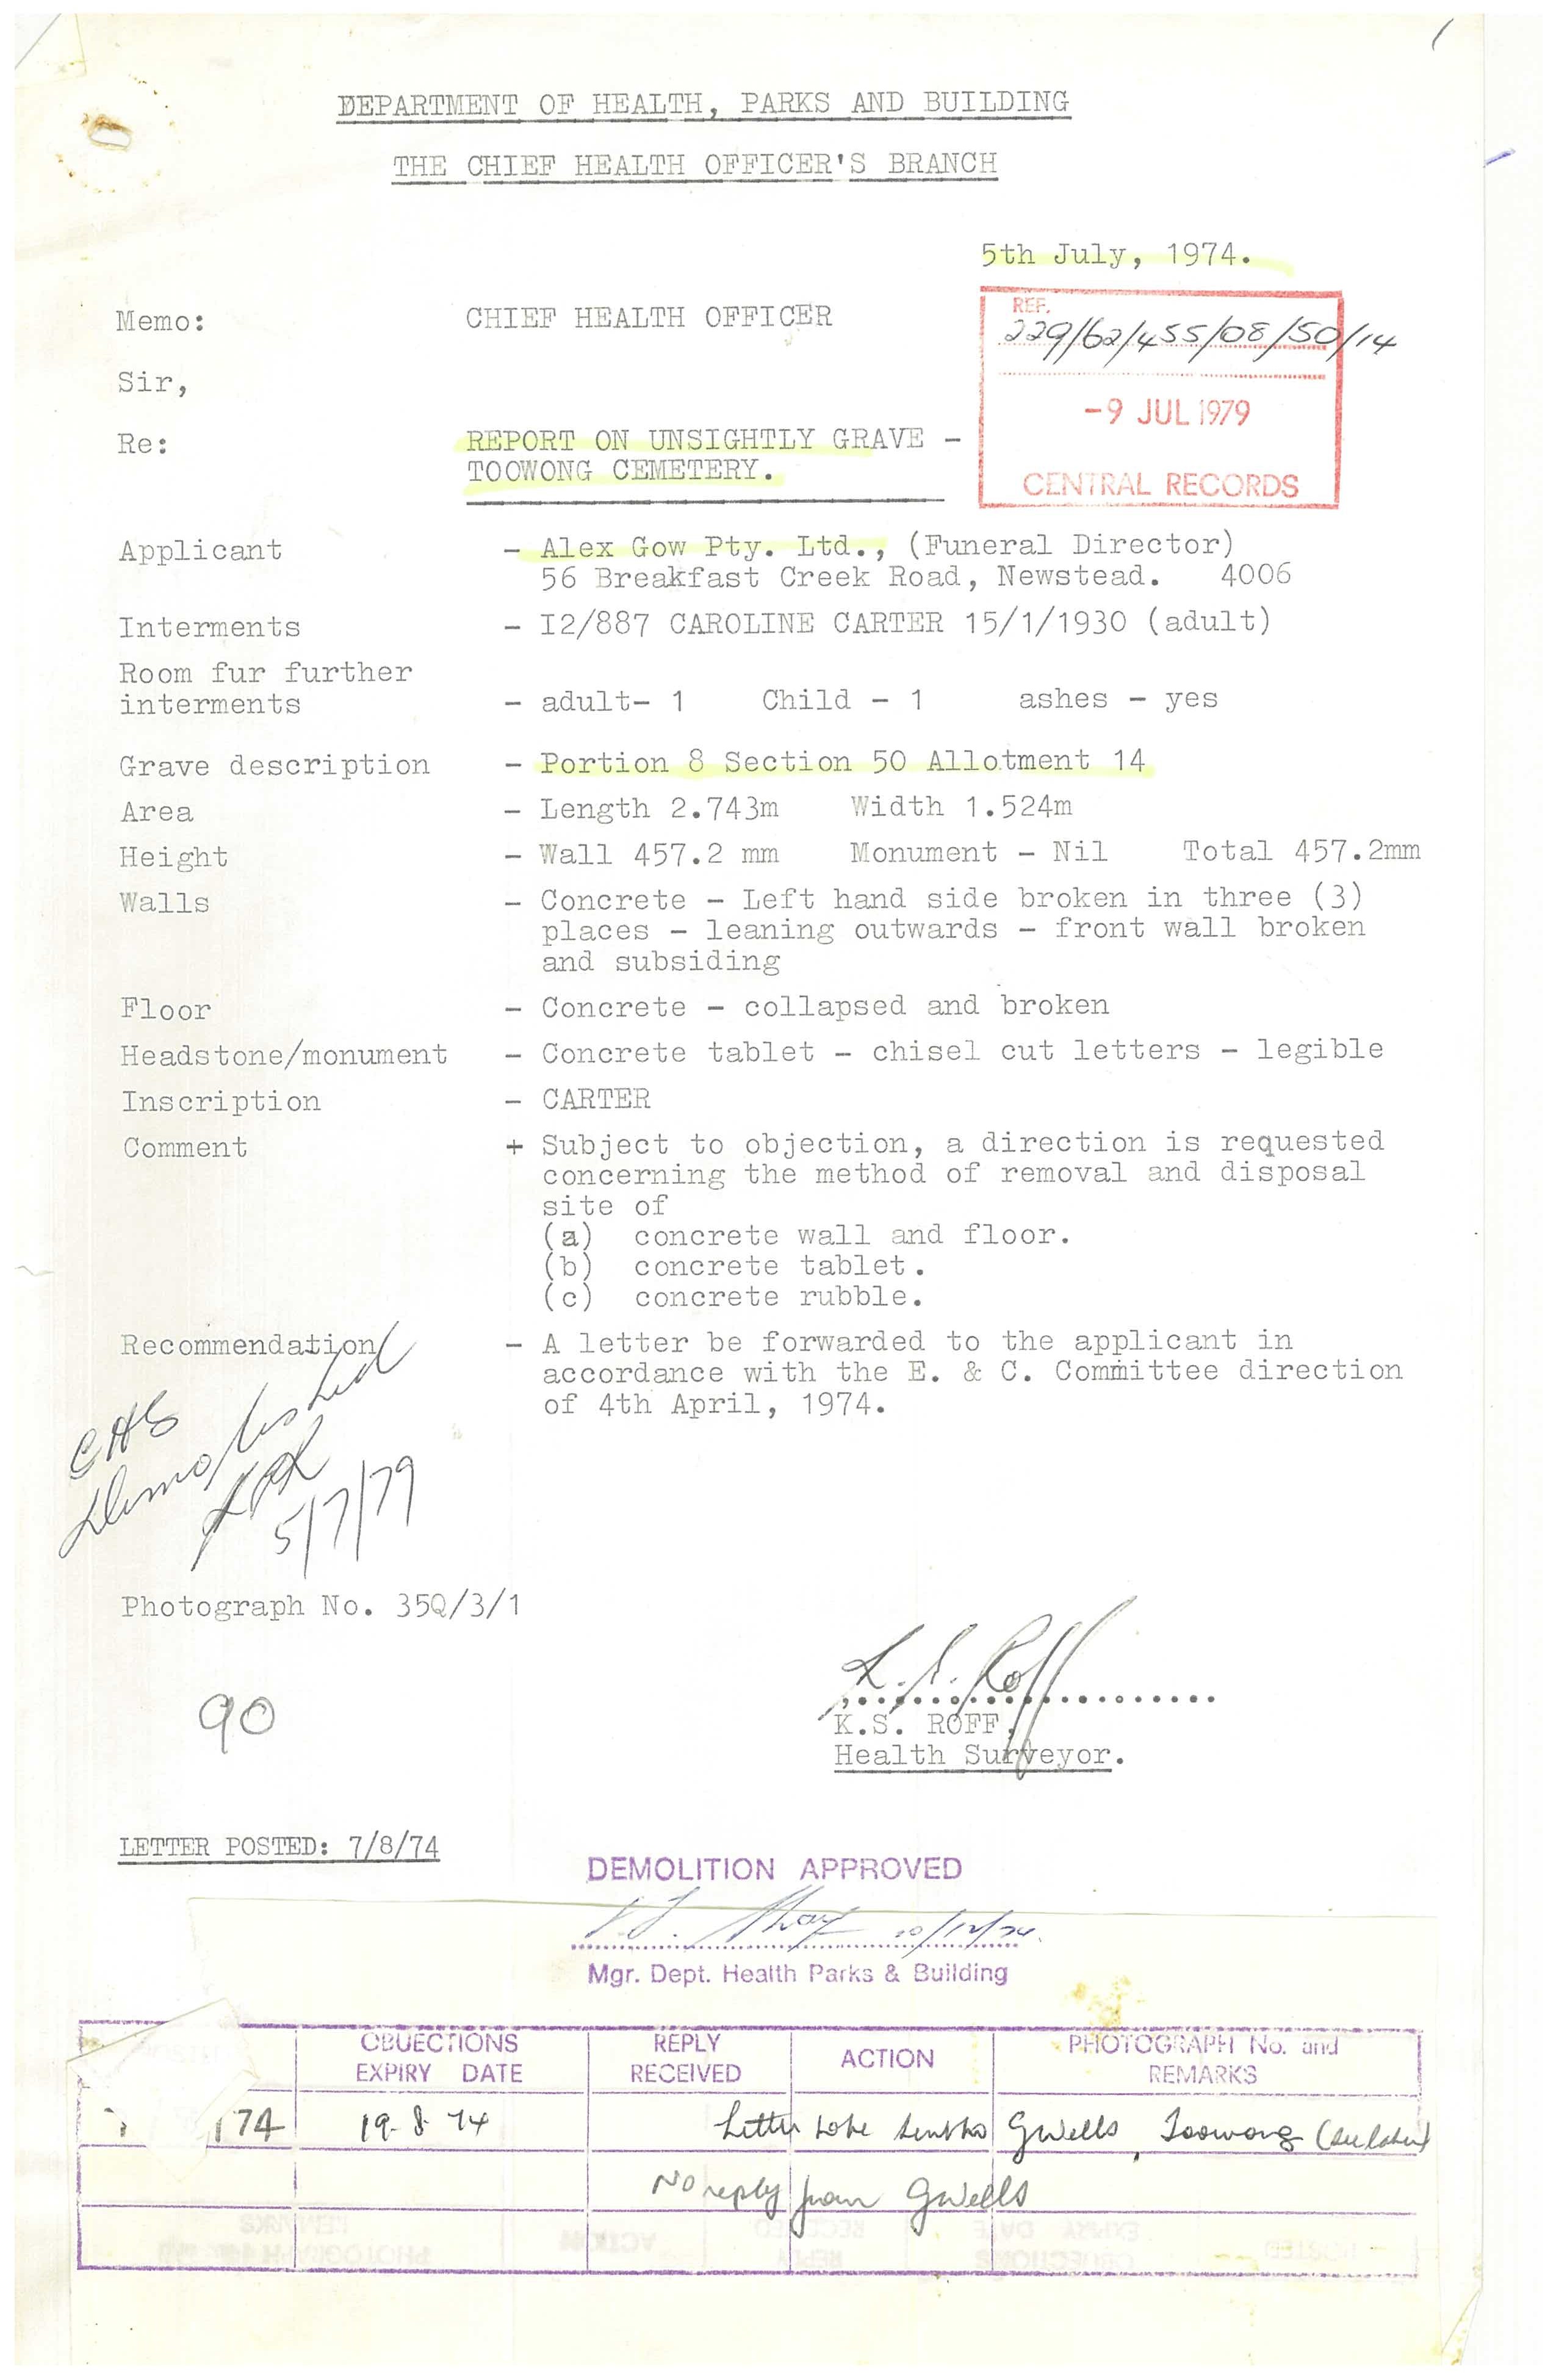 DEPARTMENT OF HEALTH, PARKS AND BUILDING
THE CHIEF HEALTH OFFICER'S BRANCH
5th July, 1974.
Memo: CHIEF HEALTH OFFICER
REF.
229/62/455/08/50/14
-9 JUL 1979
CENTRAL RECORDS
Sir,
Re: REPORT ON UNSIGHTLY GRAVE -
TOOWONG CEMETERY.
Applicant - Alex Gow Pty. Ltd., (Funeral Director)
56 Breakfast Creek Road, Newstead. 4006
Interments - I2/887 CAROLINE CARTER 15/1/1930 (adult)
Room fur further
interments - adult- 1 Child - 1 ashes - yes
Grave description - Portion 8 Section 50 Allotment 14
Area - Length 2.743m Width 1.524m
Height - Wall 457.2 mm Monument - Nil Total 457.2mm
Walls - Concrete - Left hand side broken in three (3)
places - leaning outwards - front wall broken
and subsiding
Floor - Concrete - collapsed and broken
Headstone/monument - Concrete tablet - chisel cut letters - legible
Inscription - CARTER
Comment + Subject to objection, a direction is requested
concerning the method of removal and disposal
site of
(a) concrete wall and floor.
(b) concrete tablet.
(c) concrete rubble.
Recommendation - A letter be forwarded to the applicant in
accordance with the E. & C. Committee direction
of 4th April, 1974.
Demolished
5/7/79
Photograph No. 35Q/3/1
K.S. Roff
K.S. ROFF,
Health Surveyor.
90
LETTER POSTED: 7/8/74
DEMOLITION APPROVED
Mgr. Dept. Health Parks & Building
OBJECTIONS EXPIRY DATE REPLY RECEIVED ACTION PHOTOGRAPH No. and REMARKS
174 19.8.74 Letter to be sent to G Wells, Toowong
No reply from G Wells